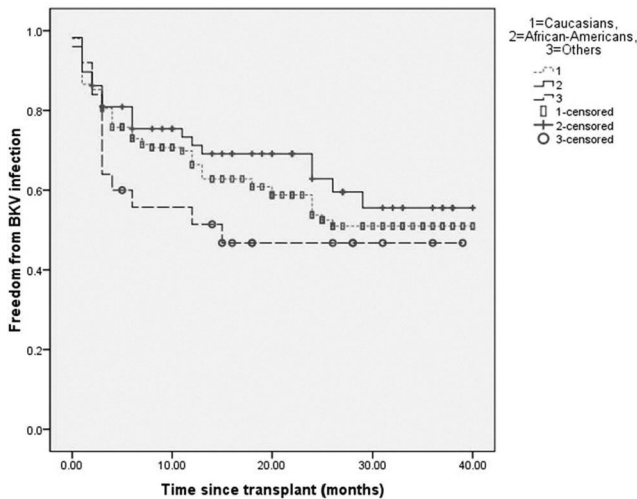 1=Caucasians,
2=African-Americans,
3=Others
1
2
3
1-censored
2-censored
3-censored
Freedom from BKV infection
1.0
0.8
0.6
0.4
0.2
0.0
0.00
10.00
20.00
30.00
40.00
Time since transplant (months)